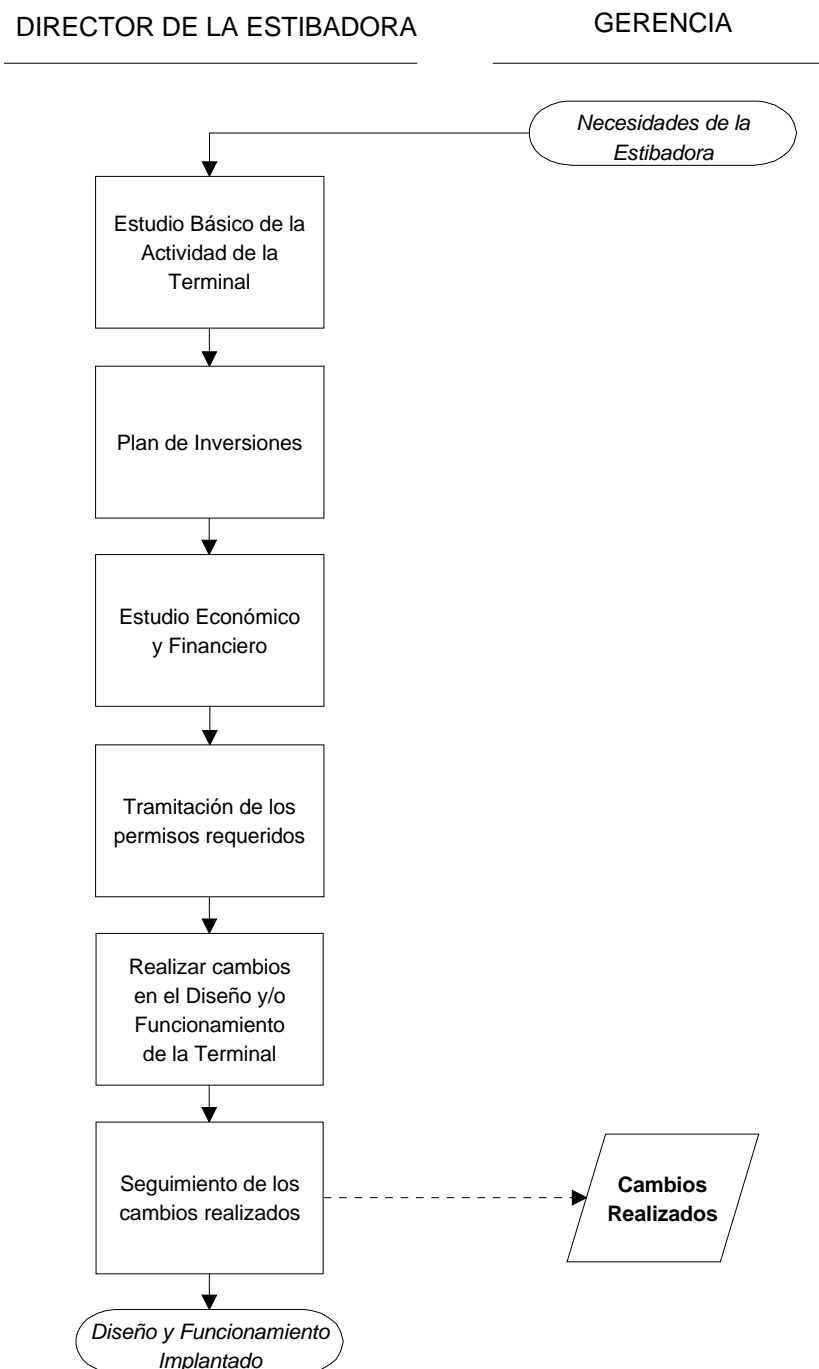 DIRECTOR DE LA ESTIBADORA
GERENCIA
Necesidades de la
Estibadora
Estudio Básico de la
Actividad de la
Terminal
Plan de Inversiones
Estudio Económico
y Financiero
Tramitación de los
permisos requeridos
Realizar cambios
en el Diseño y/o
Funcionamiento
de la Terminal
Seguimiento de los
cambios realizados
Cambios
Realizados
Diseño y Funcionamiento
Implantado